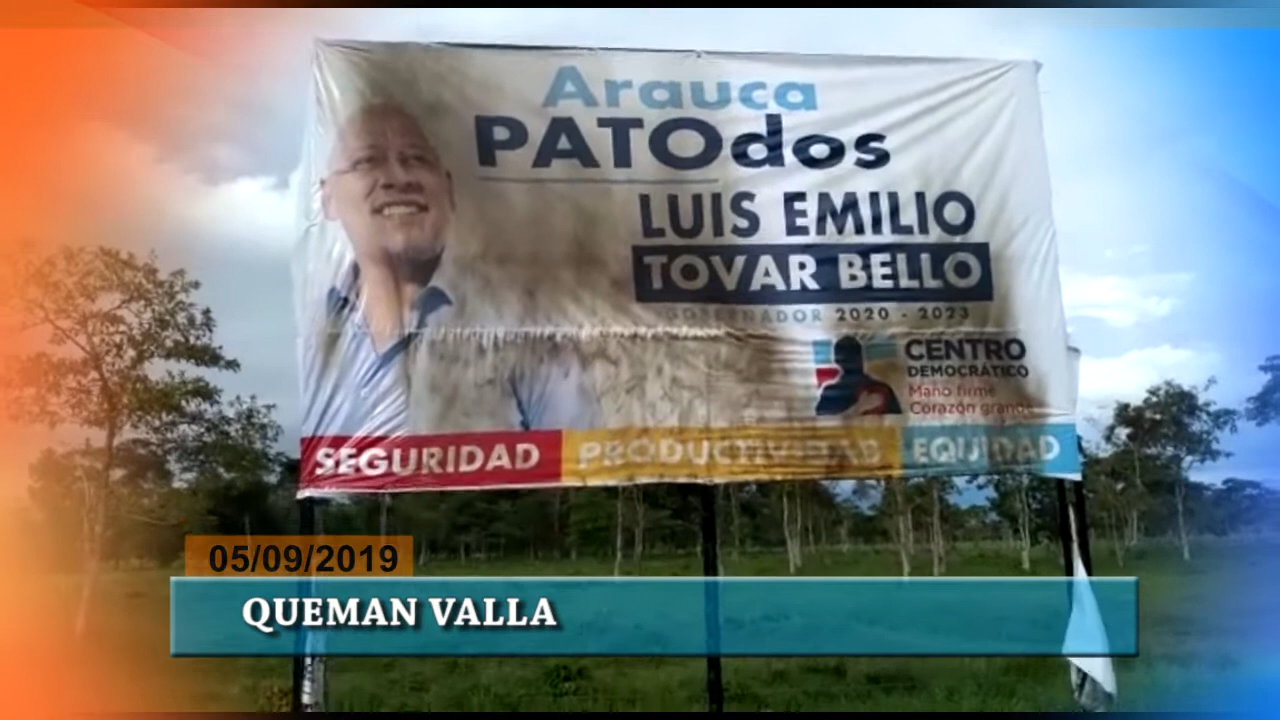 Arauca
PATOdos
LUIS EMILIO
TOVAR BELLO
GOBERNADOR 2020 - 2023
CENTRO
DEMOCRÁTICO
Mano firme
Corazón grande
SEGURIDAD PRODUCTIVIDAD EQUIDAD
05/09/2019
QUEMAN VALLA